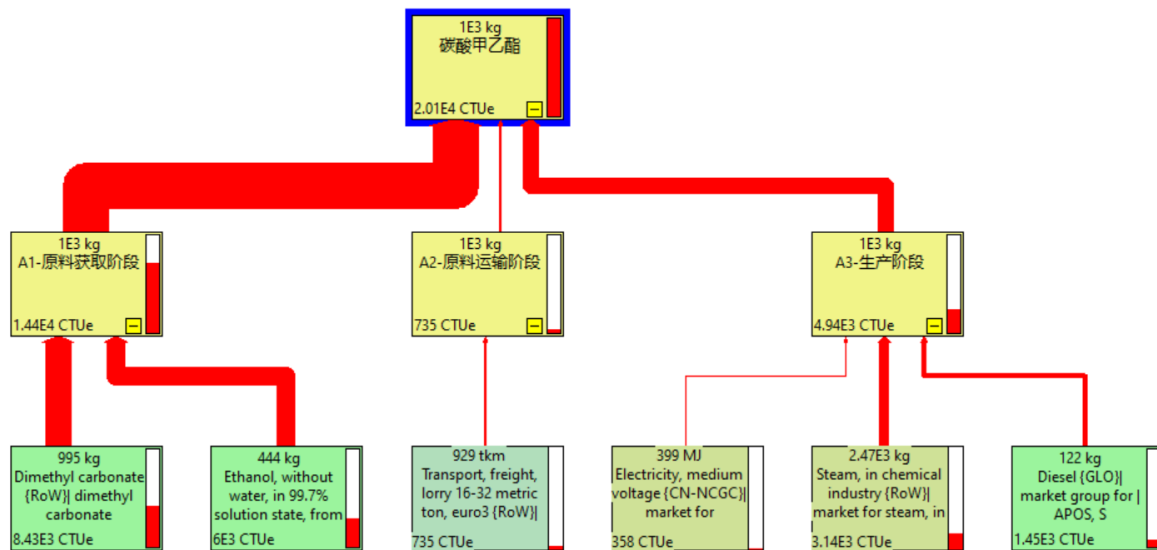 1E3 kg
碳酸甲乙酯
2.01E4 CTUe
1E3 kg
A1-原料获取阶段
1.44E4 CTUe
1E3 kg
A2-原料运输阶段
735 CTUe
1E3 kg
A3-生产阶段
4.94E3 CTUe
995 kg
Dimethyl carbonate
{RoW}| dimethyl
carbonate
8.43E3 CTUe
444 kg
Ethanol, without
water, in 99.7%
solution state, from
6E3 CTUe
929 tkm
Transport, freight,
lorry 16-32 metric
ton, euro3 {RoW}|
735 CTUe
399 MJ
Electricity, medium
voltage {CN-NCGC}|
market for
358 CTUe
2.47E3 kg
Steam, in chemical
industry {RoW}|
market for steam, in
3.14E3 CTUe
122 kg
Diesel {GLO}|
market group for |
APOS, S
1.45E3 CTUe